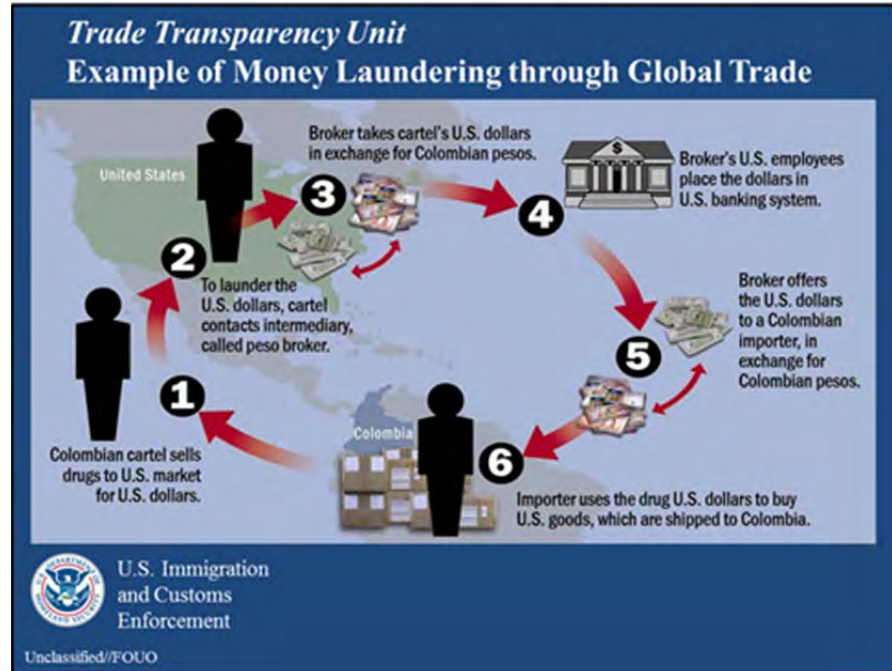 Trade Transparency Unit
Example of Money Laundering through Global Trade
United States
Colombia
1
Colombian cartel sells
drugs to U.S. market
for U.S. dollars.
2
To launder the
U.S. dollars, cartel
contacts intermediary,
called peso broker.
3
Broker takes cartel's U.S. dollars
in exchange for Colombian pesos.
4
$
Broker's U.S. employees
place the dollars in
U.S. banking system.
5
Broker offers
the U.S. dollars
to a Colombian
importer, in
exchange for
Colombian pesos.
6
Importer uses the drug U.S. dollars to buy
U.S. goods, which are shipped to Colombia.
U.S. Immigration
and Customs
Enforcement
Unclassified//FOUO